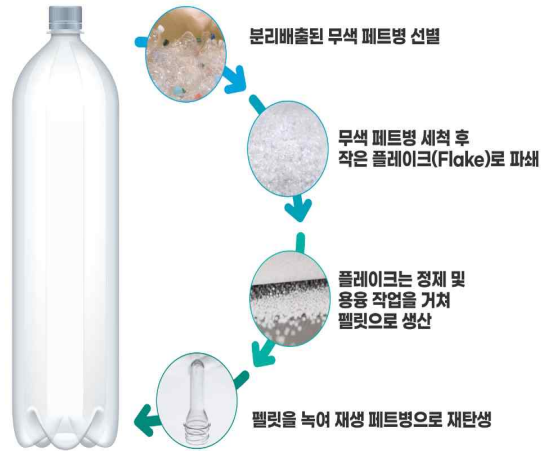 분리배출된 무색 페트병 선별
무색 페트병 세척 후
작은 플레이크(Flake)로 파쇄
플레이크는 정제 및
용융 작업을 거쳐
펠릿으로 생산
펠릿을 녹여 재생 페트병으로 재탄생